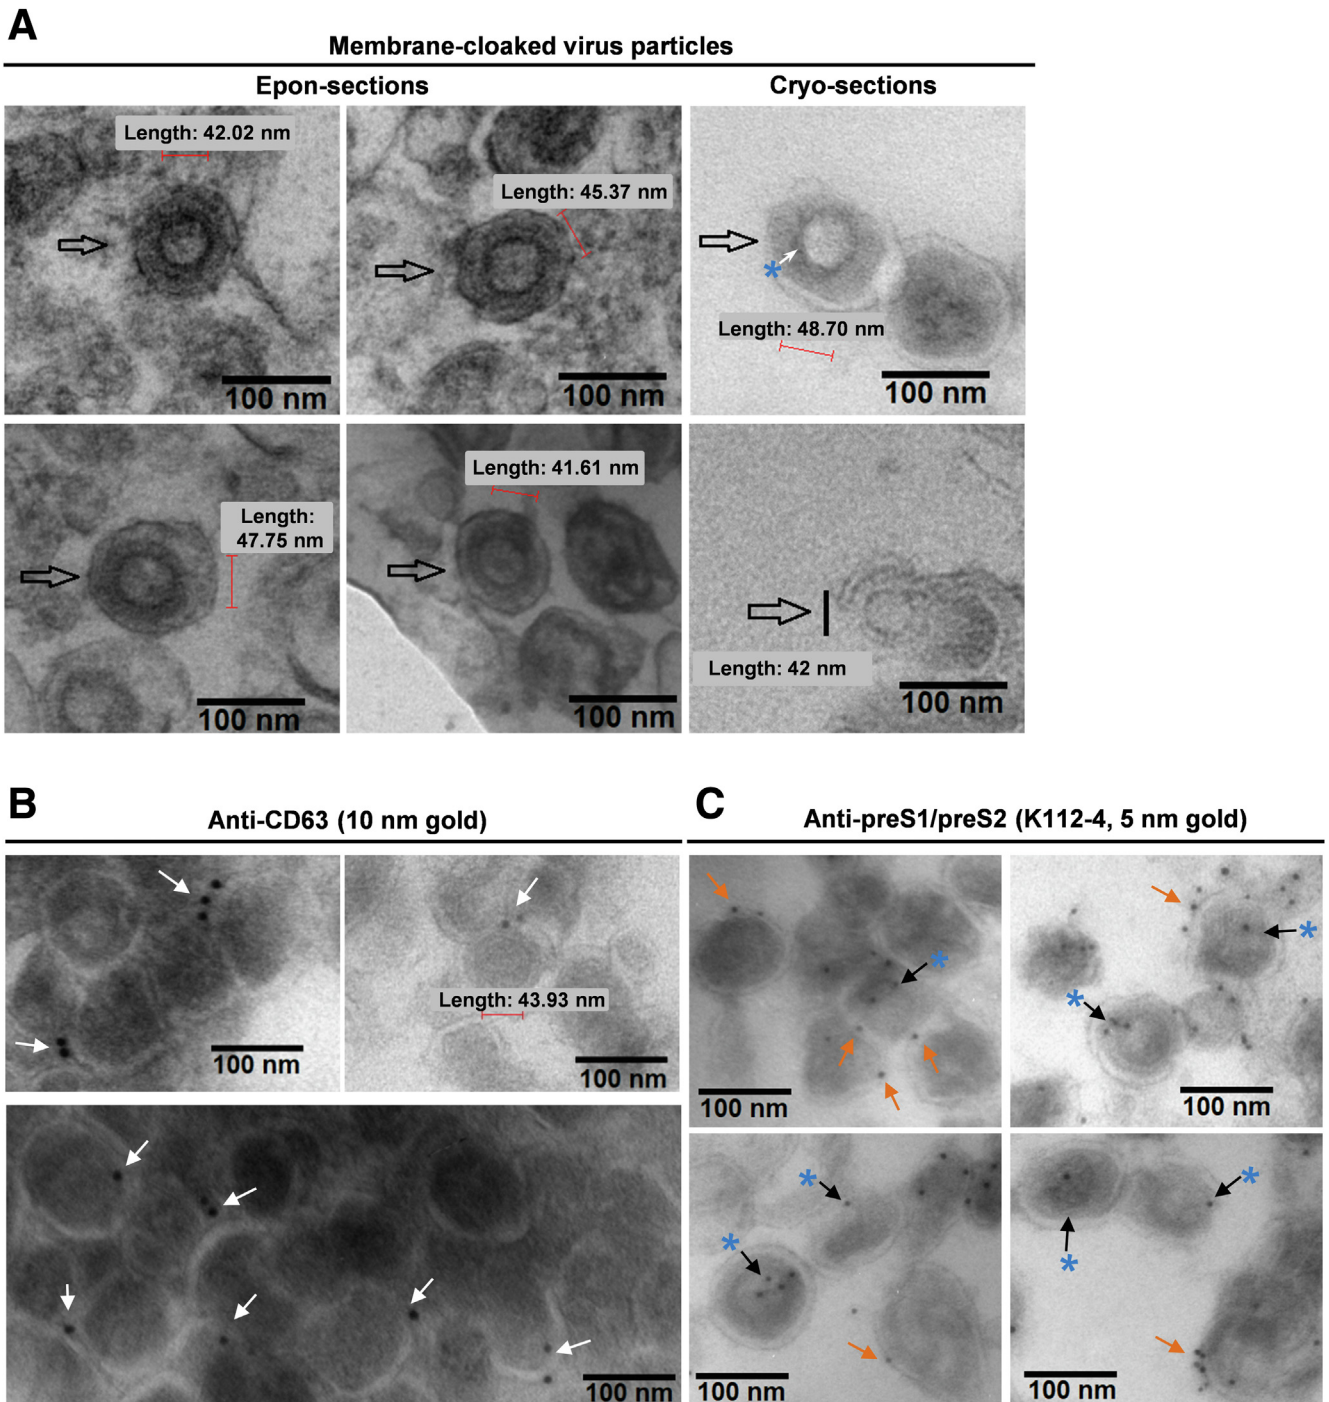 A
Membrane-cloaked virus particles
Epon-sections
Cryo-sections
Length: 42.02 nm
100 nm
Length: 45.37 nm
100 nm
*
Length: 48.70 nm
100 nm
Length:
47.75 nm
100 nm
Length: 41.61 nm
100 nm
Length: 42 nm
100 nm
B
Anti-CD63 (10 nm gold)
100 nm
Length: 43.93 nm
100 nm
100 nm
C
Anti-preS1/preS2 (K112-4, 5 nm gold)
*
100 nm
*
*
100 nm
*
*
100 nm
*
*
100 nm